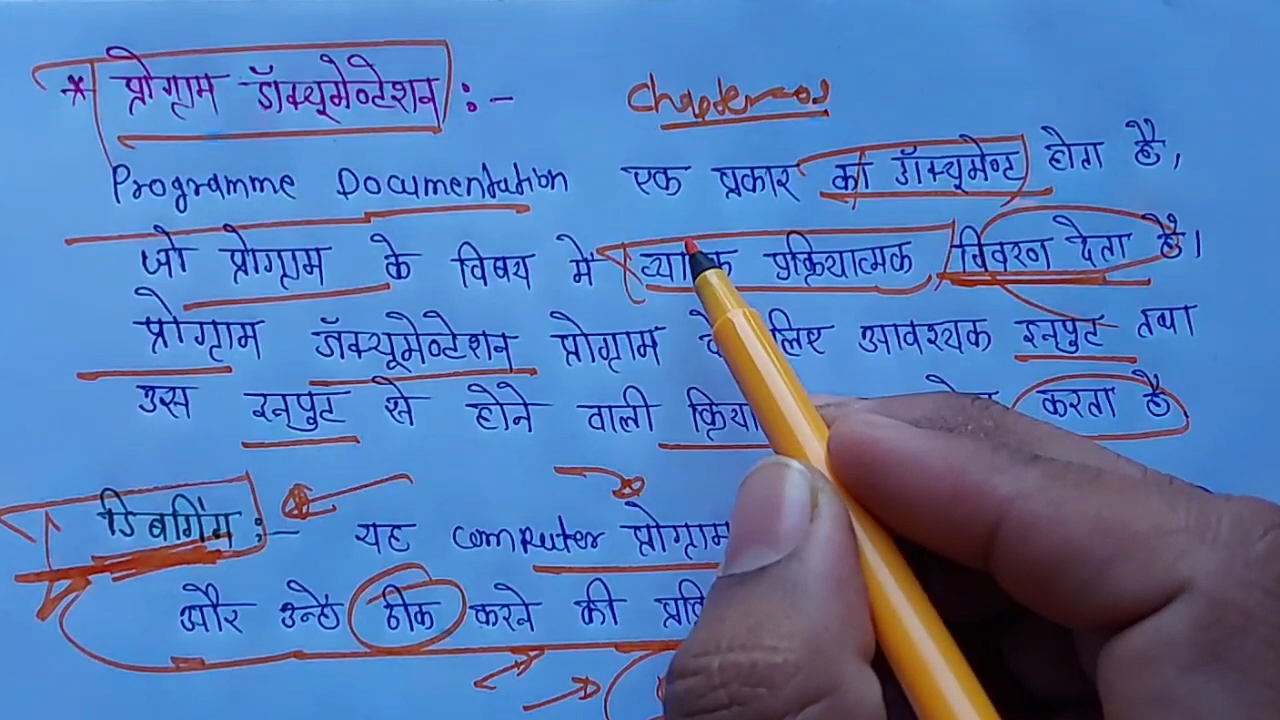 * प्रोग्राम डॉक्यूमेन्टेशन :-
Chapter-01
Programme Documentation एक प्रकार का डॉक्यूमेन्ट होता है,
जो प्रोग्राम के विषय में प्रक्रियात्मक विवरण देता है।
प्रोग्राम डॉक्यूमेन्टेशन प्रोग्राम लिए आवश्यक इनपुट तथा
उस इनपुट से होने वाली करता है
डिबगिंग :- यह computer प्रोग्राम
और उन्हें ठीक करने की